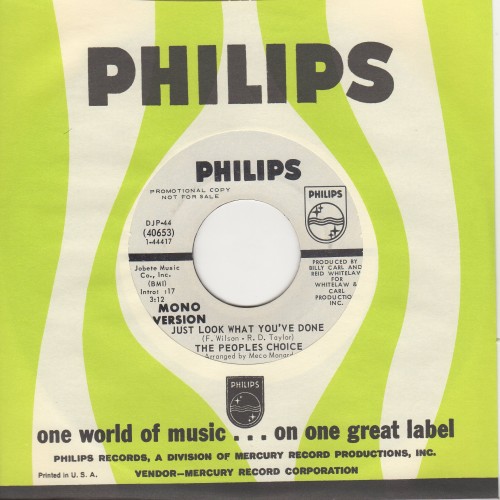 PHILIPS
PHILIPS
PROMOTIONAL COPY
NOT FOR SALE
PHILIPS
DJP-44
(40653)
1-44417
Jobete Music
Co., Inc.
(BMI)
Intro: :17
3:12
MONO
VERSION
PRODUCED BY
BILLY CARL AND
REID WHITELAW
FOR
WHITELAW &
CARL
PRODUCTIO
INC.
JUST LOOK WHAT YOU'VE DONE
(F. Wilson - R. D. Taylor)
THE PEOPLES CHOICE
Arranged by Maco Monard
PHILIPS
one world of music . . . on one great label
PHILIPS RECORDS, A DIVISION OF MERCURY RECORD PRODUCTIONS, INC.
Printed in U. S. A.
VENDOR—MERCURY RECORD CORPORATION